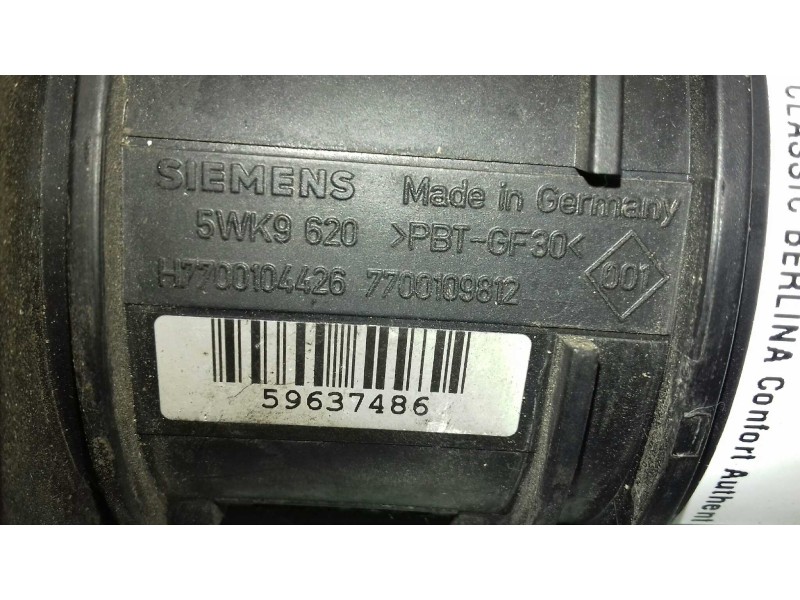 SIEMENS Made in Germany
5WK9 620 >PBT-GF30< 001
H7700104426 7700109812
59637486
CLASSIC BERLINA Confort Authent